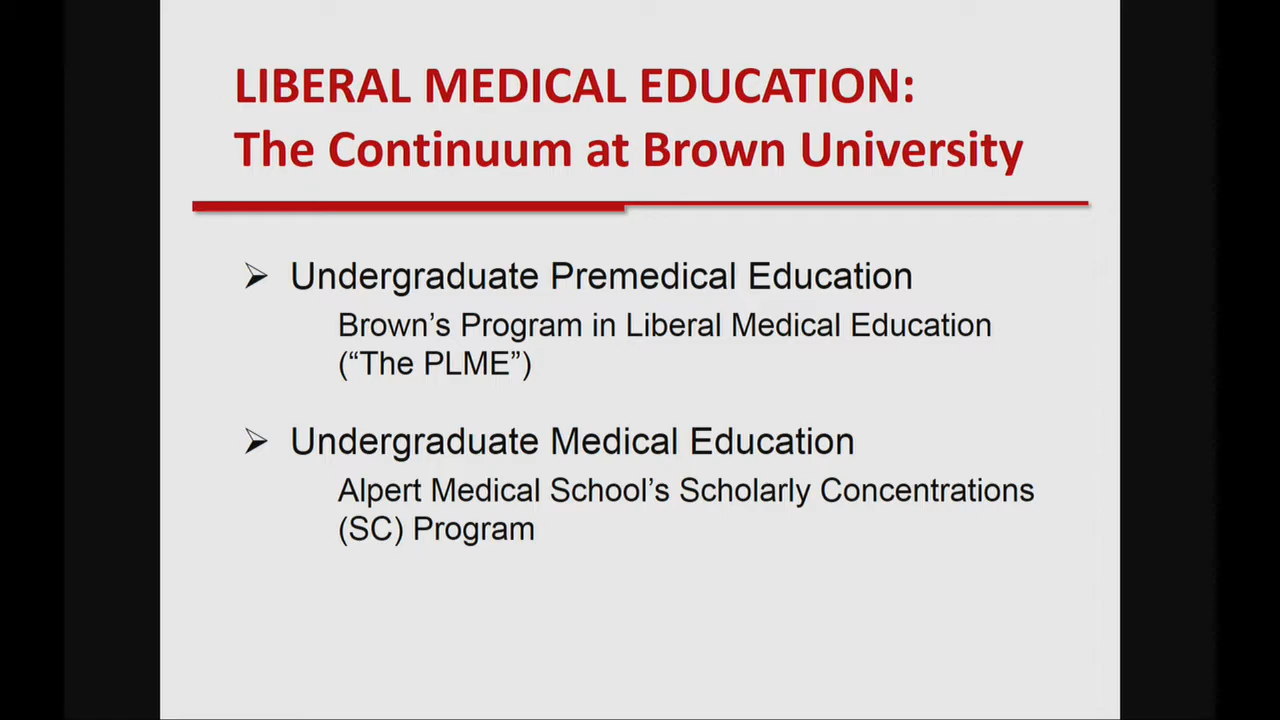 LIBERAL MEDICAL EDUCATION:
The Continuum at Brown University
➢ Undergraduate Premedical Education
Brown’s Program in Liberal Medical Education
(“The PLME”)
➢ Undergraduate Medical Education
Alpert Medical School’s Scholarly Concentrations
(SC) Program